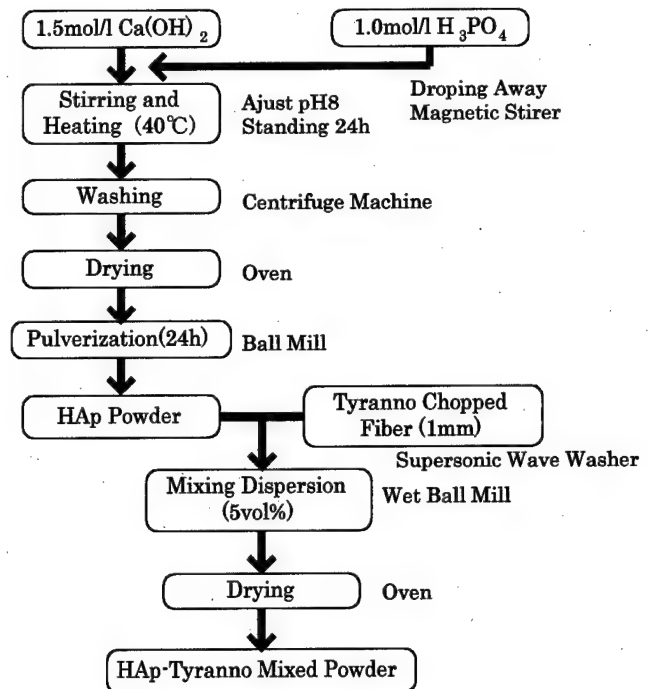 1.5mol/l Ca(OH) 2
1.0mol/l H 3PO 4
Stirring and
Heating (40℃)
Ajust pH8
Standing 24h
Droping Away
Magnetic Stirer
Washing
Centrifuge Machine
Drying
Oven
Pulverization(24h)
Ball Mill
HAp Powder
Tyranno Chopped
Fiber (1mm)
Supersonic Wave Washer
Mixing Dispersion
(5vol%)
Wet Ball Mill
Drying
Oven
HAp-Tyranno Mixed Powder